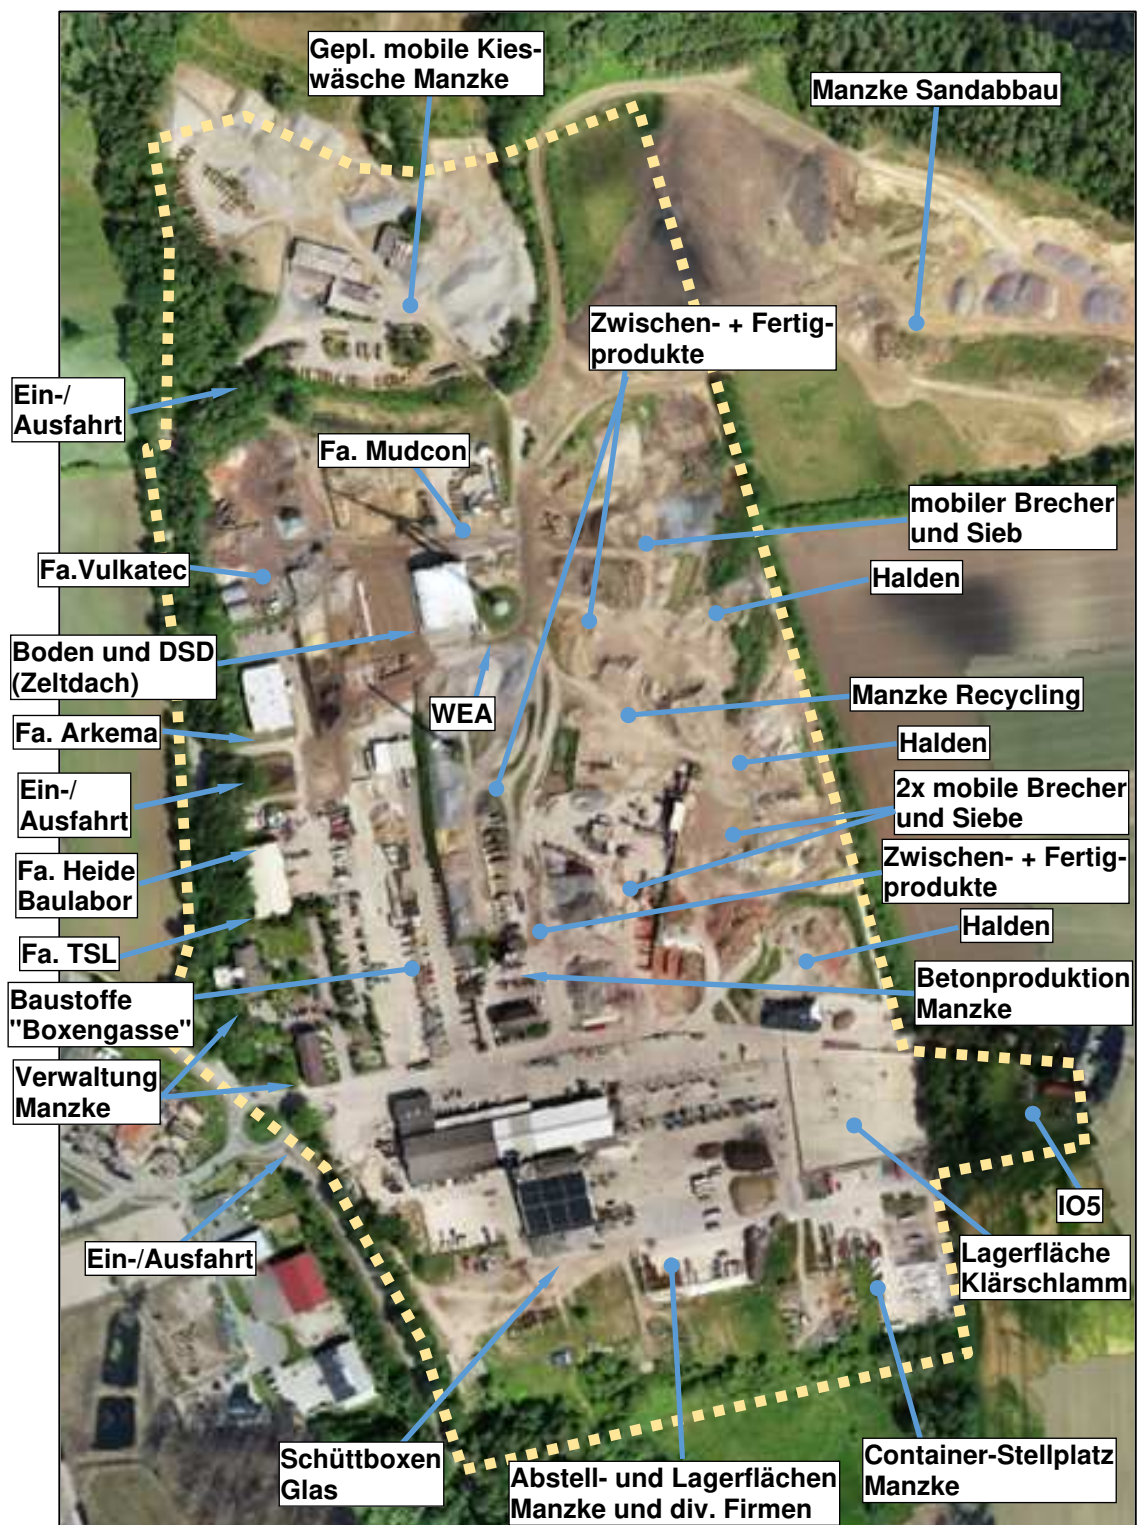 Gepl. mobile Kies-
wäsche Manzke
Manzke Sandabbau
Zwischen- + Fertig-
produkte
Ein-/
Ausfahrt
Fa. Mudcon
mobiler Brecher
und Sieb
Fa.Vulkatec
Halden
Boden und DSD
(Zeltdach)
WEA
Manzke Recycling
Fa. Arkema
Halden
Ein-/
Ausfahrt
2x mobile Brecher
und Siebe
Fa. Heide
Baulabor
Zwischen- + Fertig-
produkte
Fa. TSL
Halden
Baustoffe
"Boxengasse"
Betonproduktion
Manzke
Verwaltung
Manzke
IO5
Ein-/Ausfahrt
Lagerfläche
Klärschlamm
Schüttboxen
Glas
Abstell- und Lagerflächen
Manzke und div. Firmen
Container-Stellplatz
Manzke